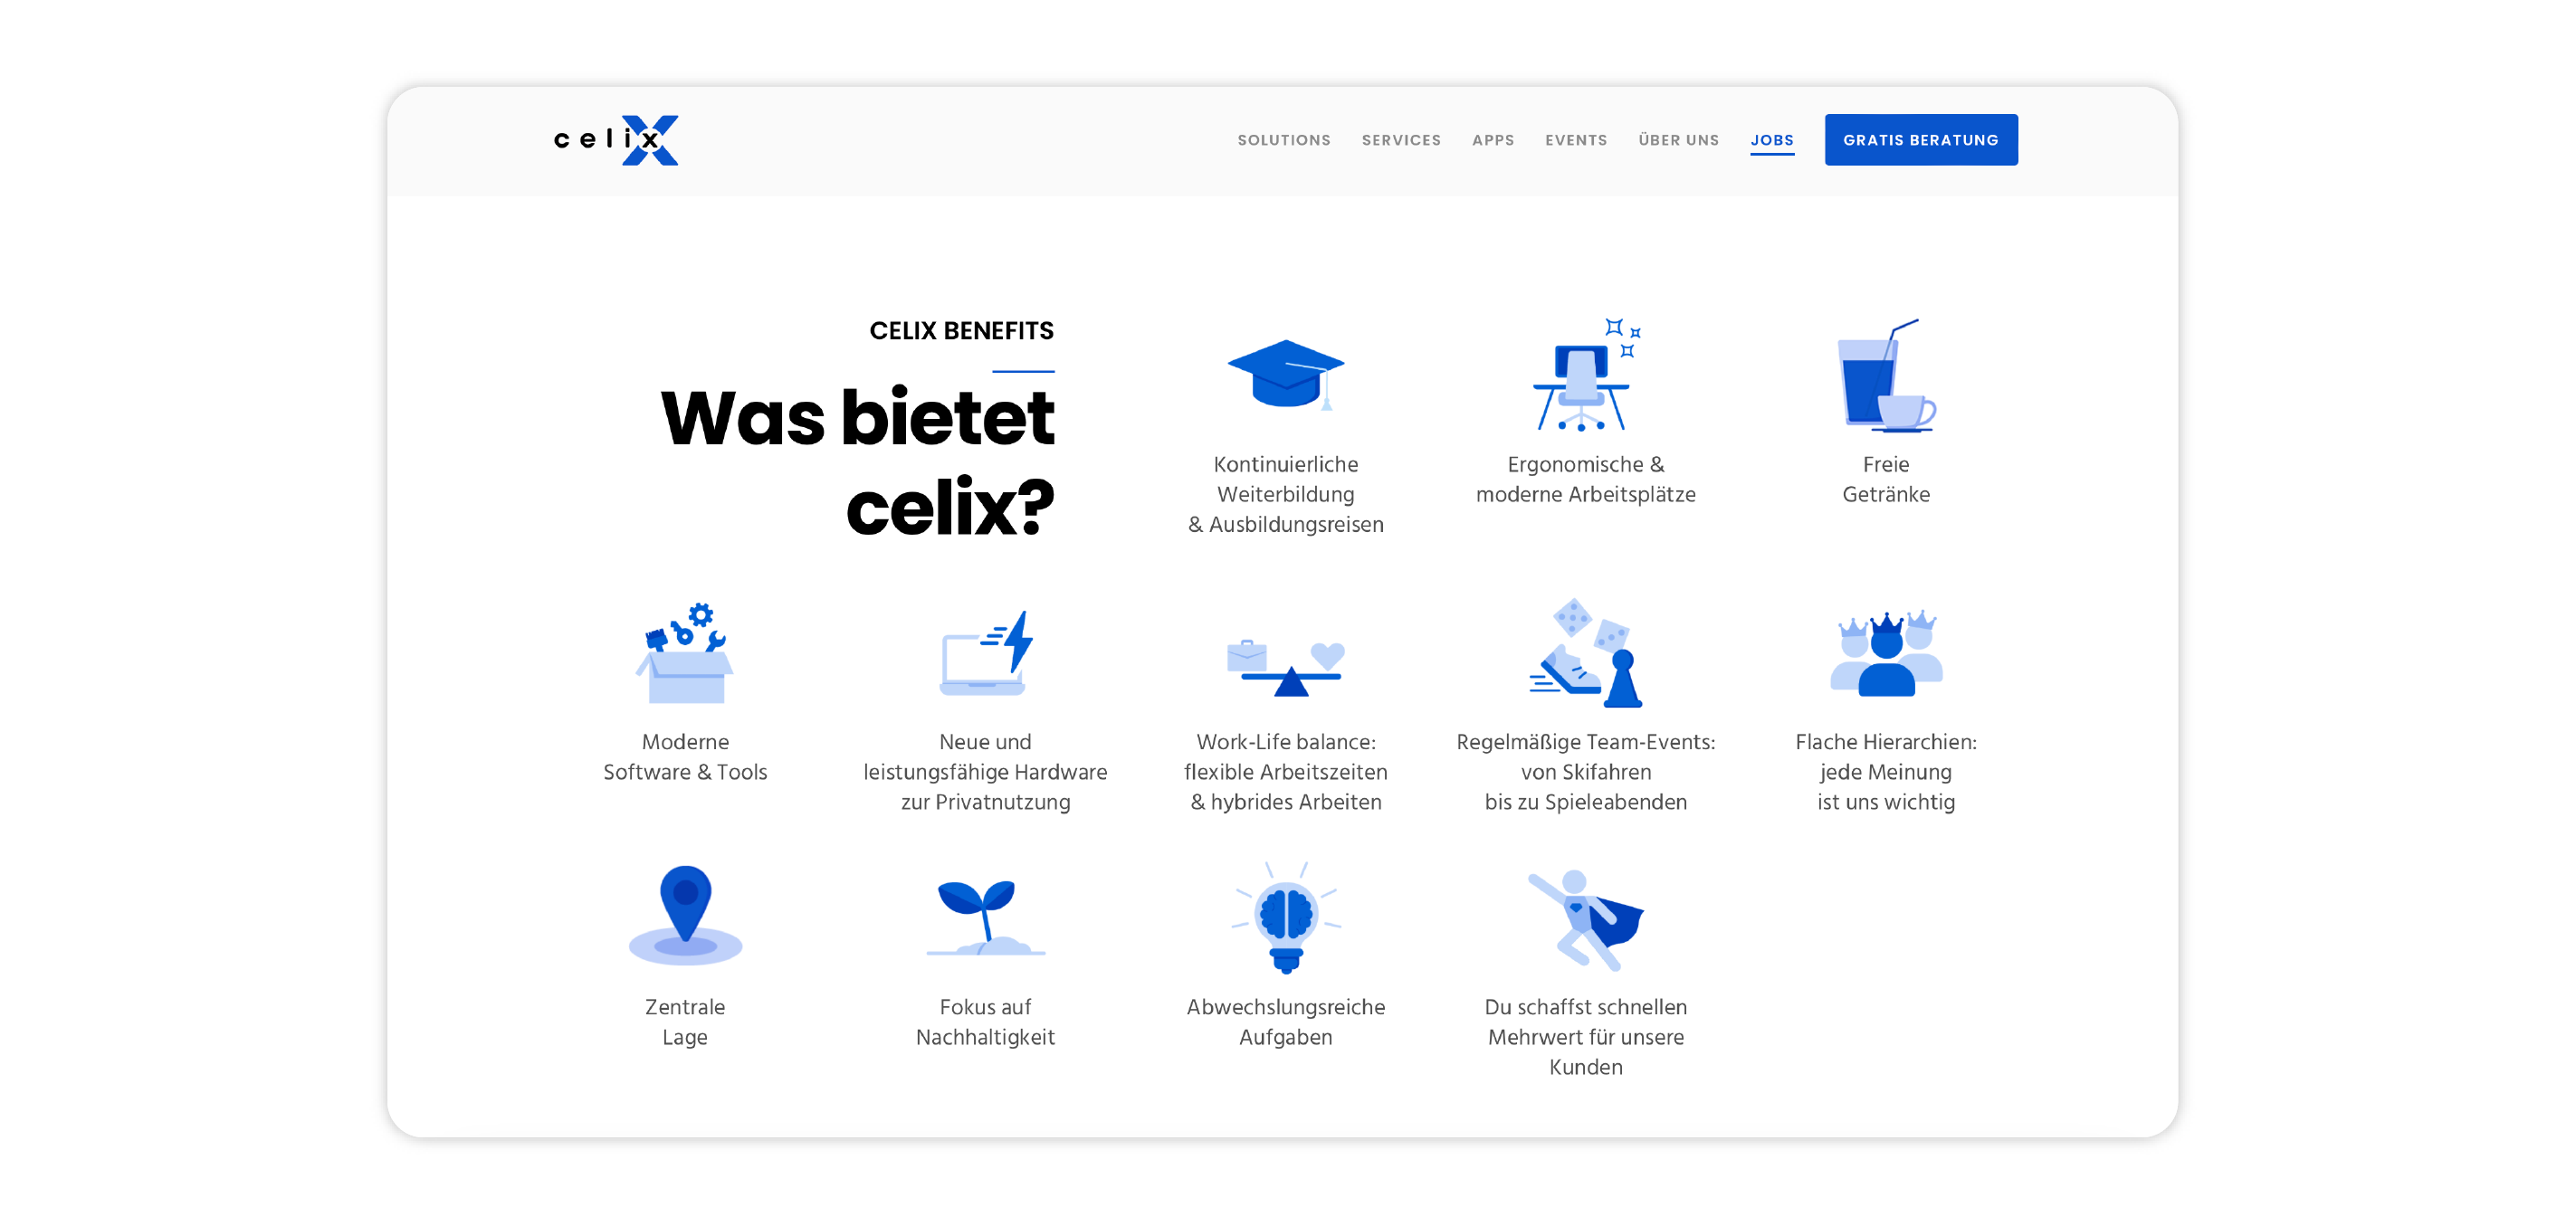 celix
SOLUTIONS
SERVICES
APPS
EVENTS
ÜBER UNS
JOBS
GRATIS BERATUNG
CELIX BENEFITS
Was bietet
celix?
Kontinuierliche
Weiterbildung
& Ausbildungsreisen
Ergonomische &
moderne Arbeitsplätze
Freie
Getränke
Moderne
Software & Tools
Neue und
leistungsfähige Hardware
zur Privatnutzung
Work-Life balance:
flexible Arbeitszeiten
& hybrides Arbeiten
Regelmäßige Team-Events:
von Skifahren
bis zu Spieleabenden
Flache Hierarchien:
jede Meinung
ist uns wichtig
Zentrale
Lage
Fokus auf
Nachhaltigkeit
Abwechslungsreiche
Aufgaben
Du schaffst schnellen
Mehrwert für unsere
Kunden